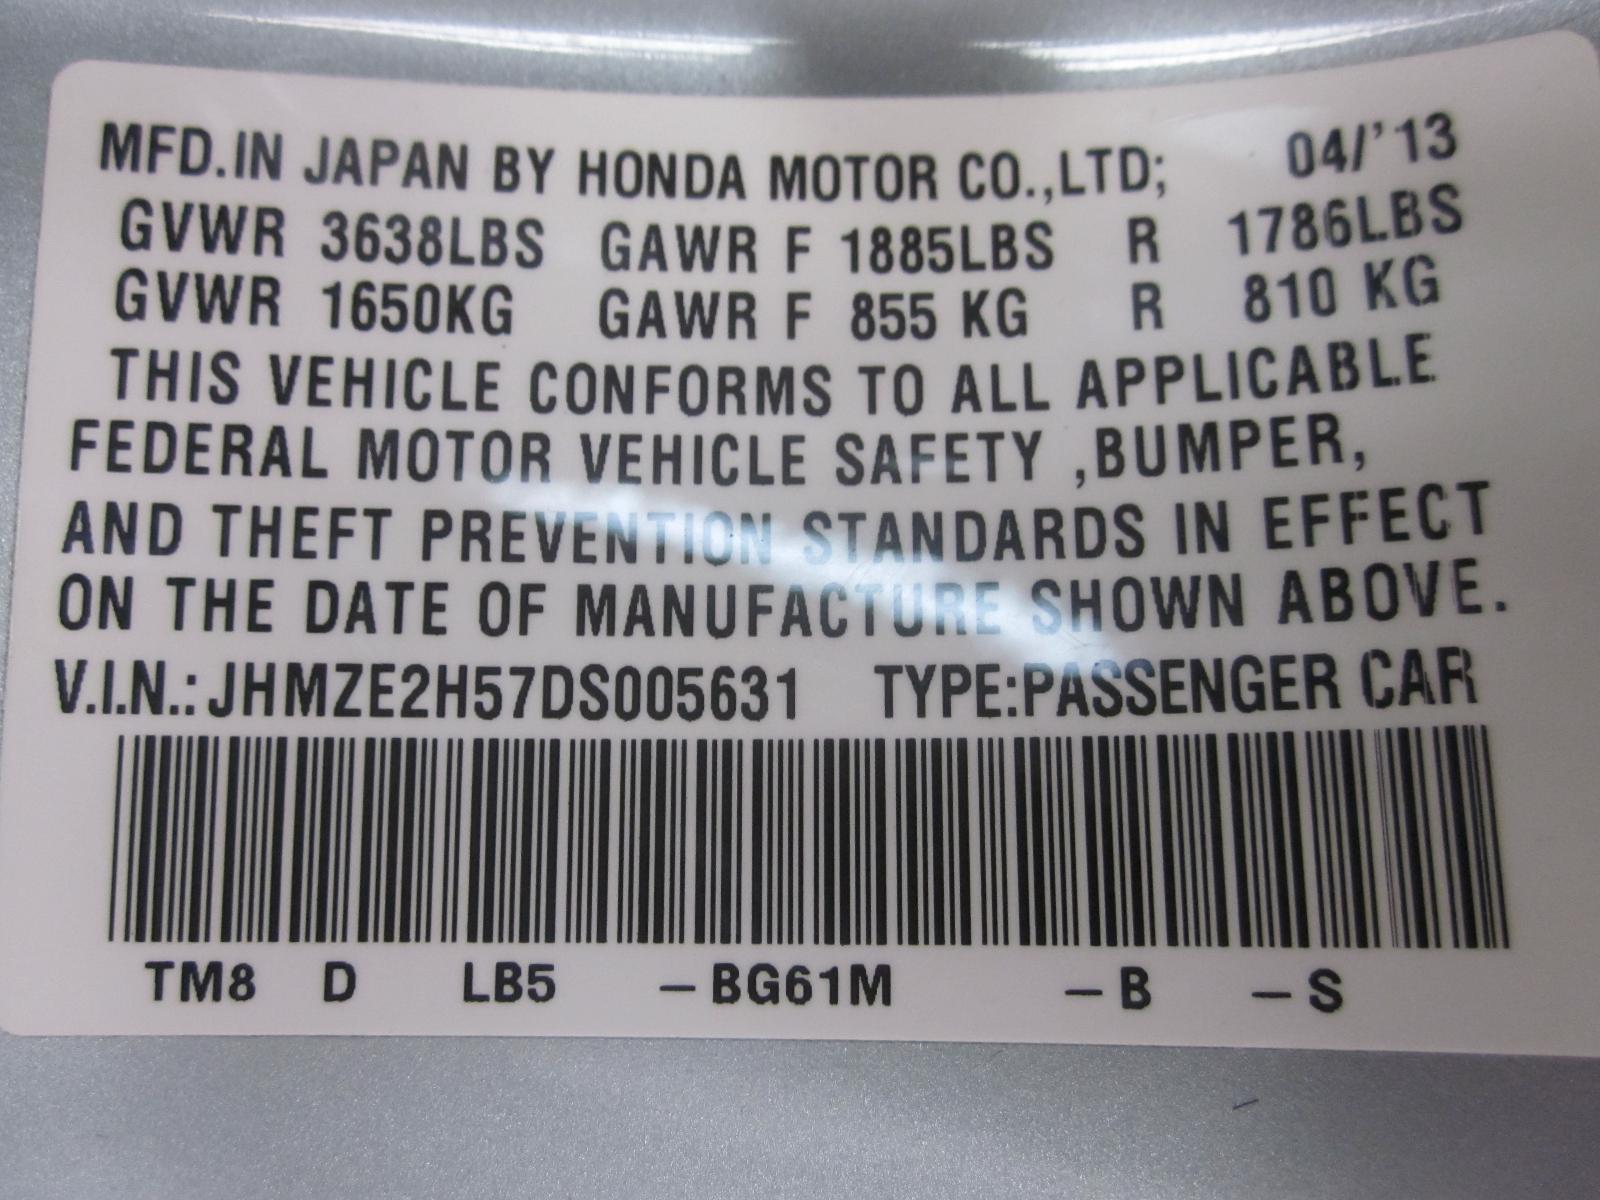 MFD.IN JAPAN BY HONDA MOTOR CO.,LTD; 04/'13
GVWR 3638LBS GAWR F 1885LBS R 1786LBS
GVWR 1650KG GAWR F 855 KG R 810 KG
THIS VEHICLE CONFORMS TO ALL APPLICABLE
FEDERAL MOTOR VEHICLE SAFETY ,BUMPER,
AND THEFT PREVENTION STANDARDS IN EFFECT
ON THE DATE OF MANUFACTURE SHOWN ABOVE.
V.I.N.: JHMZE2H57DS005631 TYPE:PASSENGER CAR
TM8 D LB5 –BG61M –B –S